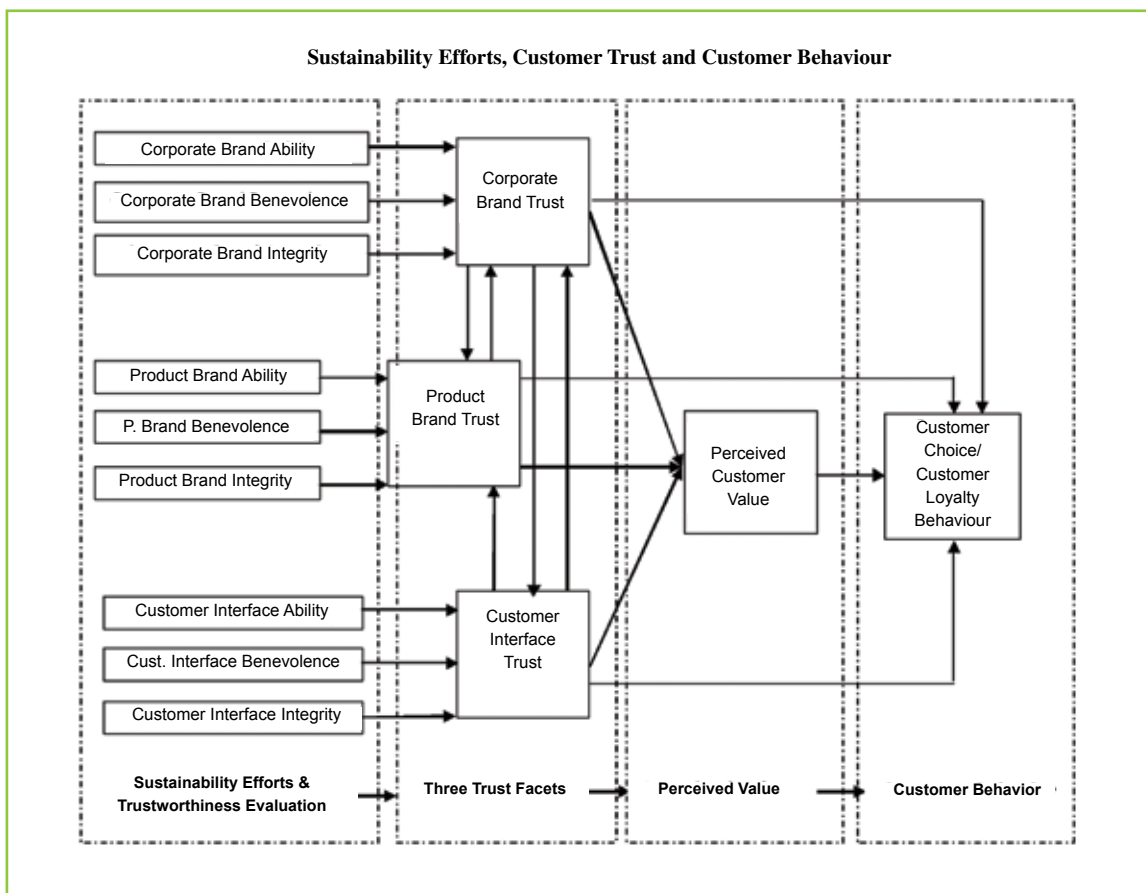 Sustainability Efforts, Customer Trust and Customer Behaviour
Corporate Brand Ability
Corporate Brand Benevolence
Corporate Brand Integrity
Corporate
Brand Trust
Product Brand Ability
P. Brand Benevolence
Product Brand Integrity
Product
Brand Trust
Perceived
Customer
Value
Customer
Choice/
Customer
Loyalty
Behaviour
Customer Interface Ability
Cust. Interface Benevolence
Customer Interface Integrity
Customer
Interface
Trust
Sustainability Efforts &
Trustworthiness Evaluation
Three Trust Facets
Perceived Value
Customer Behavior